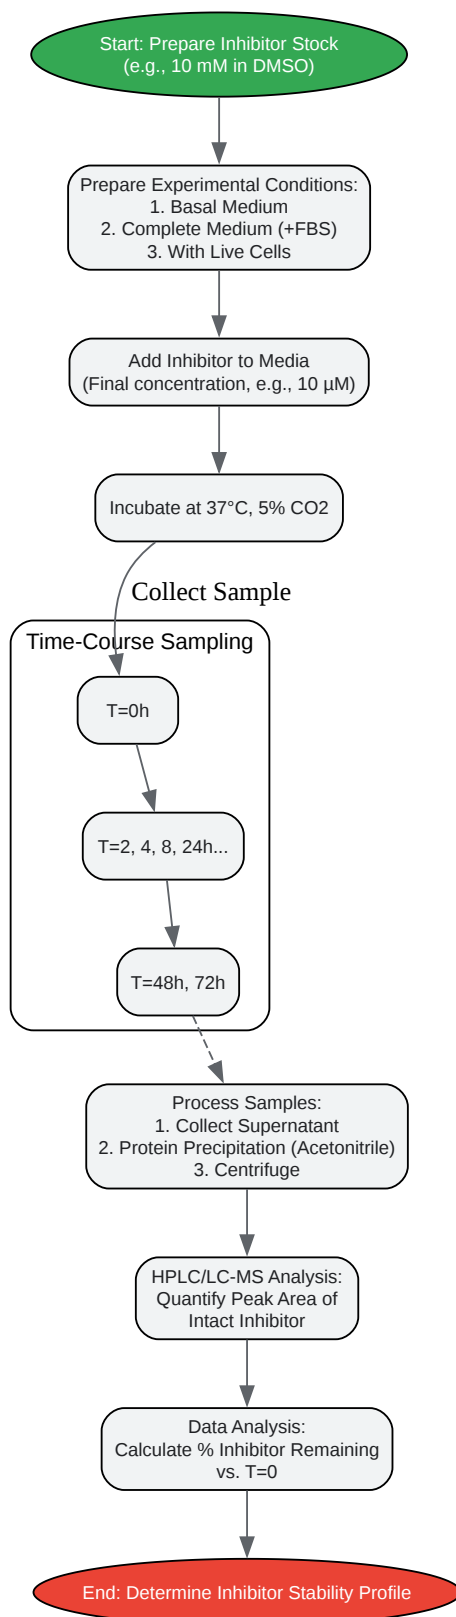 Start: Prepare Inhibitor Stock
(e.g., 10 mM in DMSO)
Prepare Experimental Conditions:
1. Basal Medium
2. Complete Medium (+FBS)
3. With Live Cells
Add Inhibitor to Media
(Final concentration, e.g., 10 µM)
Incubate at 37°C, 5% CO2
Collect Sample
Time-Course Sampling
T=0h
T=2, 4, 8, 24h...
T=48h, 72h
Process Samples:
1. Collect Supernatant
2. Protein Precipitation (Acetonitrile)
3. Centrifuge
HPLC/LC-MS Analysis:
Quantify Peak Area of
Intact Inhibitor
Data Analysis:
Calculate % Inhibitor Remaining
vs. T=0
End: Determine Inhibitor Stability Profile